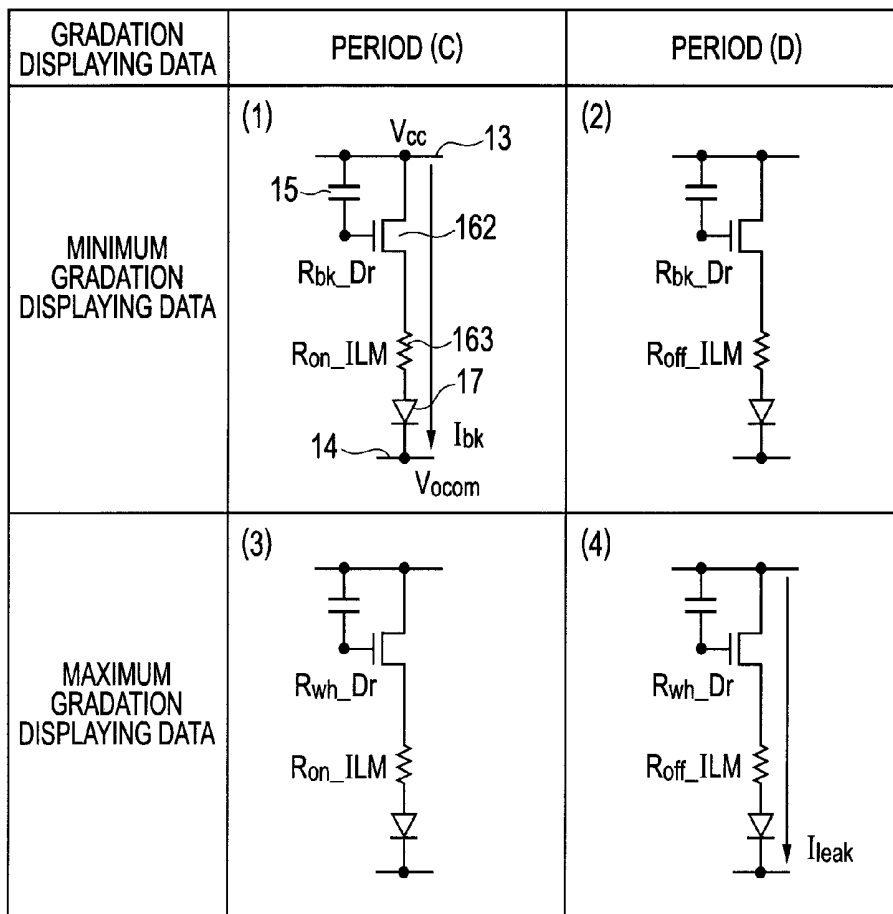 GRADATION
DISPLAYING DATA
PERIOD (C)
PERIOD (D)
MINIMUM
GRADATION
DISPLAYING DATA
(1)
Vcc
13
15
162
Rbk_Dr
163
Ron_ILM
17
Ibk
14
Vocom
(2)
Rbk_Dr
Roff_ILM
MAXIMUM
GRADATION
DISPLAYING DATA
(3)
Rwh_Dr
Ron_ILM
(4)
Rwh_Dr
Roff_ILM
Ileak